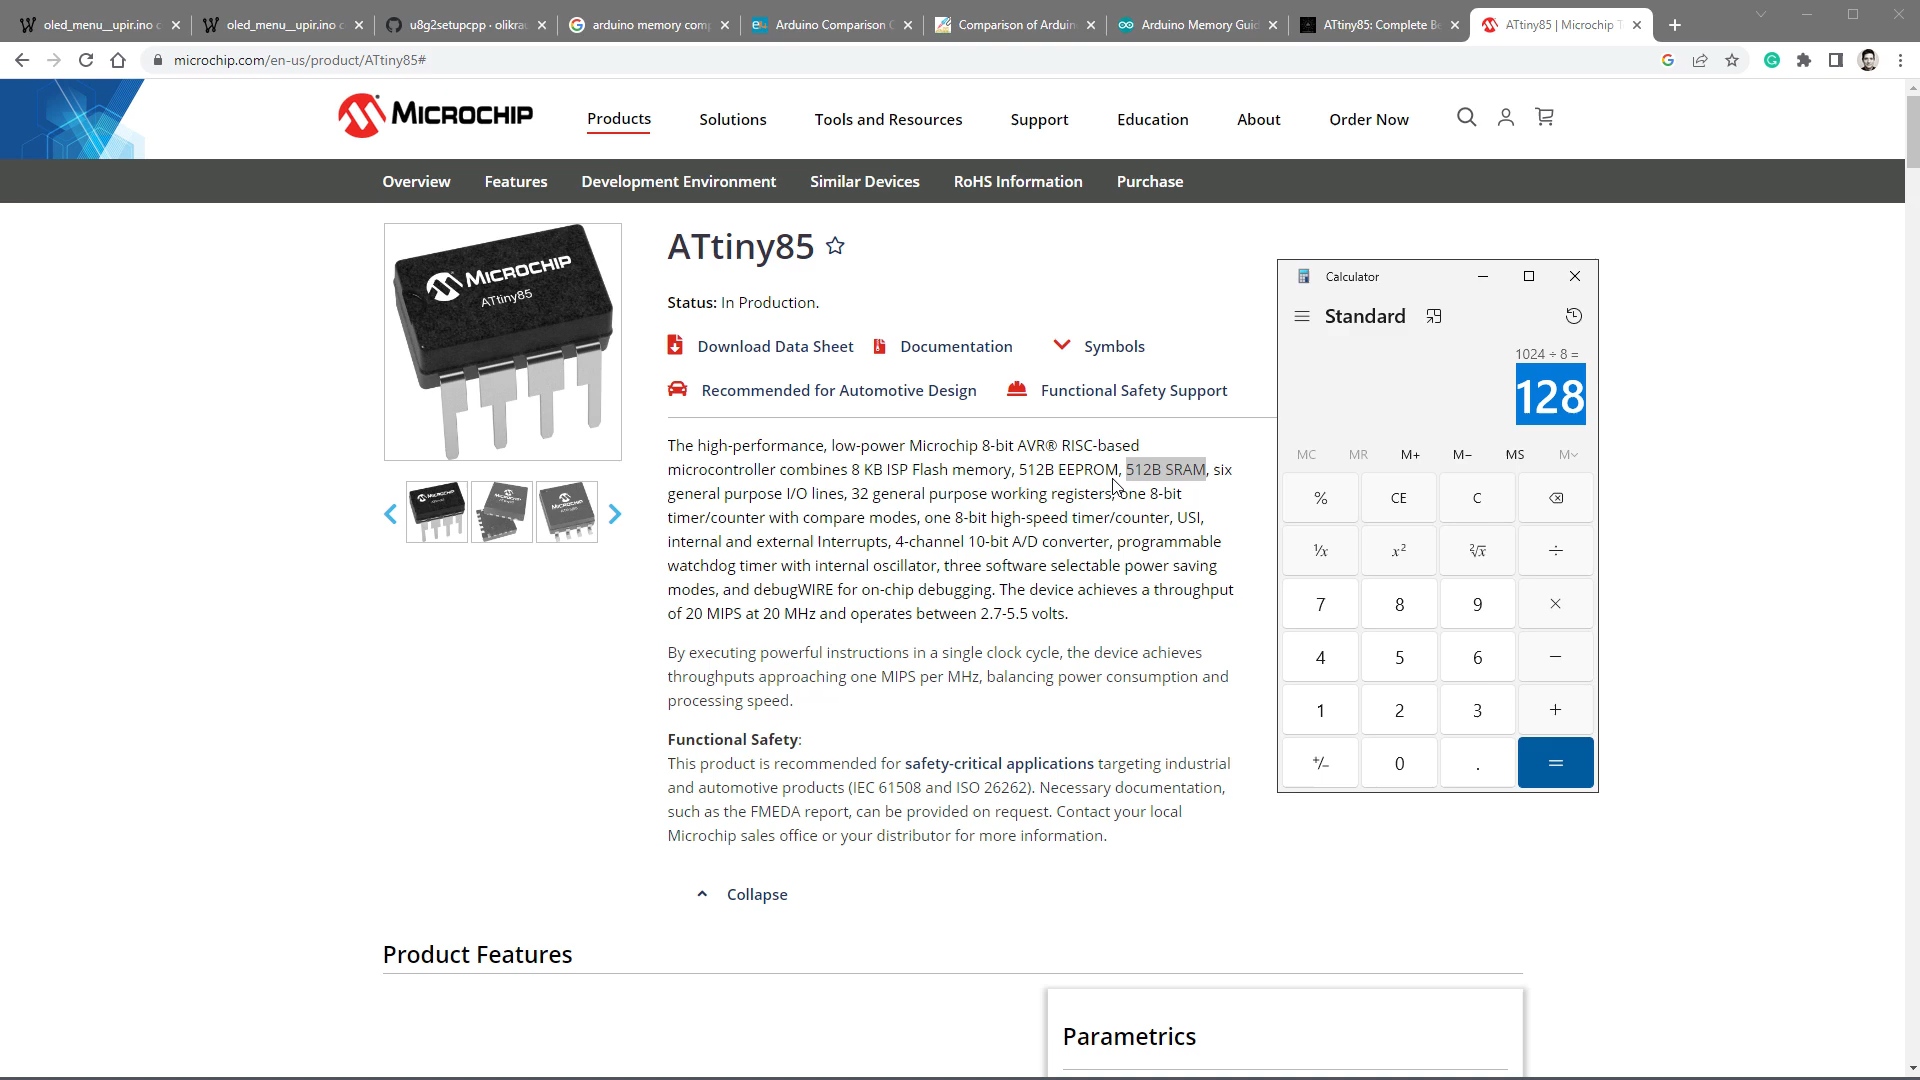 oled_menu__upir.ino c
oled_menu__upir.ino c
u8g2setupcpp · olikrau
arduino memory comp
Arduino Comparison C
Comparison of Arduin
Arduino Memory Guid
ATtiny85: Complete Be
ATtiny85 | Microchip T
microchip.com/en-us/product/ATtiny85#
MICROCHIP
Products
Solutions
Tools and Resources
Support
Education
About
Order Now
Overview
Features
Development Environment
Similar Devices
RoHS Information
Purchase
MICROCHIP
ATtiny85
ATtiny85
Status: In Production.
Download Data Sheet
Documentation
Symbols
Recommended for Automotive Design
Functional Safety Support
The high-performance, low-power Microchip 8-bit AVR® RISC-based
microcontroller combines 8 KB ISP Flash memory, 512B EEPROM, 512B SRAM, six
general purpose I/O lines, 32 general purpose working registers, one 8-bit
timer/counter with compare modes, one 8-bit high-speed timer/counter, USI,
internal and external Interrupts, 4-channel 10-bit A/D converter, programmable
watchdog timer with internal oscillator, three software selectable power saving
modes, and debugWIRE for on-chip debugging. The device achieves a throughput
of 20 MIPS at 20 MHz and operates between 2.7-5.5 volts.
By executing powerful instructions in a single clock cycle, the device achieves
throughputs approaching one MIPS per MHz, balancing power consumption and
processing speed.
Functional Safety:
This product is recommended for safety-critical applications targeting industrial
and automotive products (IEC 61508 and ISO 26262). Necessary documentation,
such as the FMEDA report, can be provided on request. Contact your local
Microchip sales office or your distributor for more information.
Collapse
Product Features
Parametrics
Calculator
Standard
1024 ÷ 8 =
128
MC MR M+ M− MS M˅
% CE C
⅟x x² ²√x ÷
7 8 9 ×
4 5 6 −
1 2 3 +
+/− 0 . =